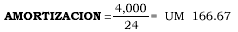 AMORTIZACION = 4,000 / 24 = UM 166.67